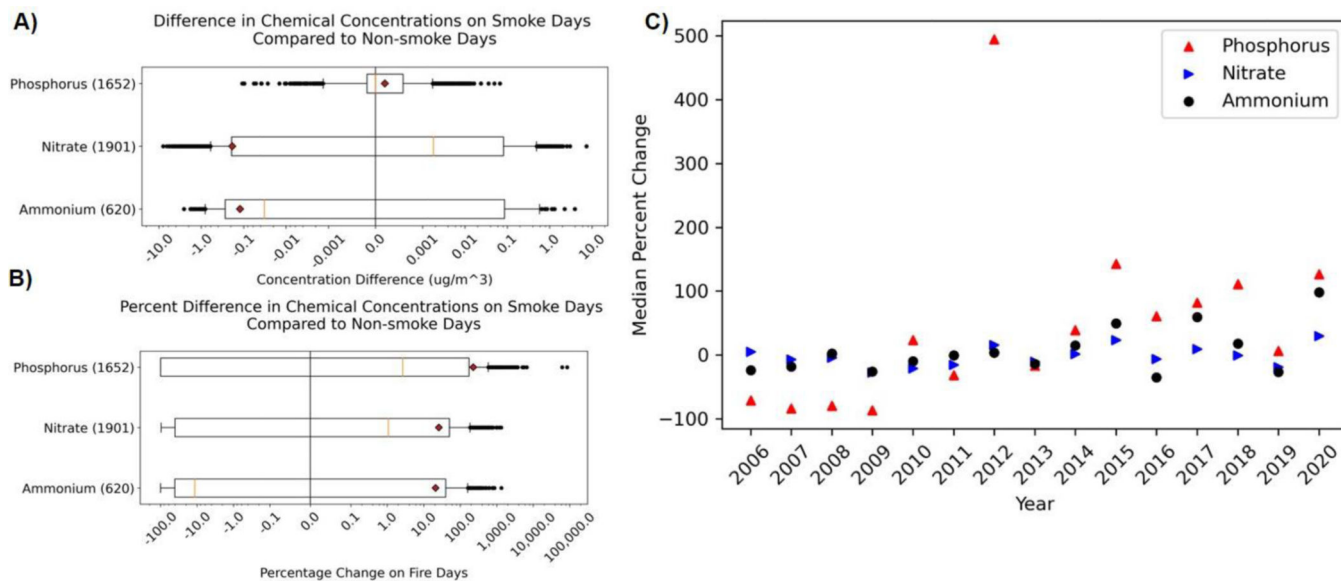 A)
Difference in Chemical Concentrations on Smoke Days
Compared to Non-smoke Days
Phosphorus (1652)
Nitrate (1901)
Ammonium (620)
-10.0 -1.0 -0.1 -0.01 -0.001 0.0 0.001 0.01 0.1 1.0 10.0
Concentration Difference (ug/m^3)
B)
Percent Difference in Chemical Concentrations on Smoke Days
Compared to Non-smoke Days
Phosphorus (1652)
Nitrate (1901)
Ammonium (620)
-100.0 -10.0 -1.0 -0.1 0.0 0.1 1.0 10.0 100.0 1,000.0 10,000.0 100,000.0
Percentage Change on Fire Days
C)
500
400
300
200
100
0
−100
Median Percent Change
Phosphorus
Nitrate
Ammonium
2006 2007 2008 2009 2010 2011 2012 2013 2014 2015 2016 2017 2018 2019 2020
Year